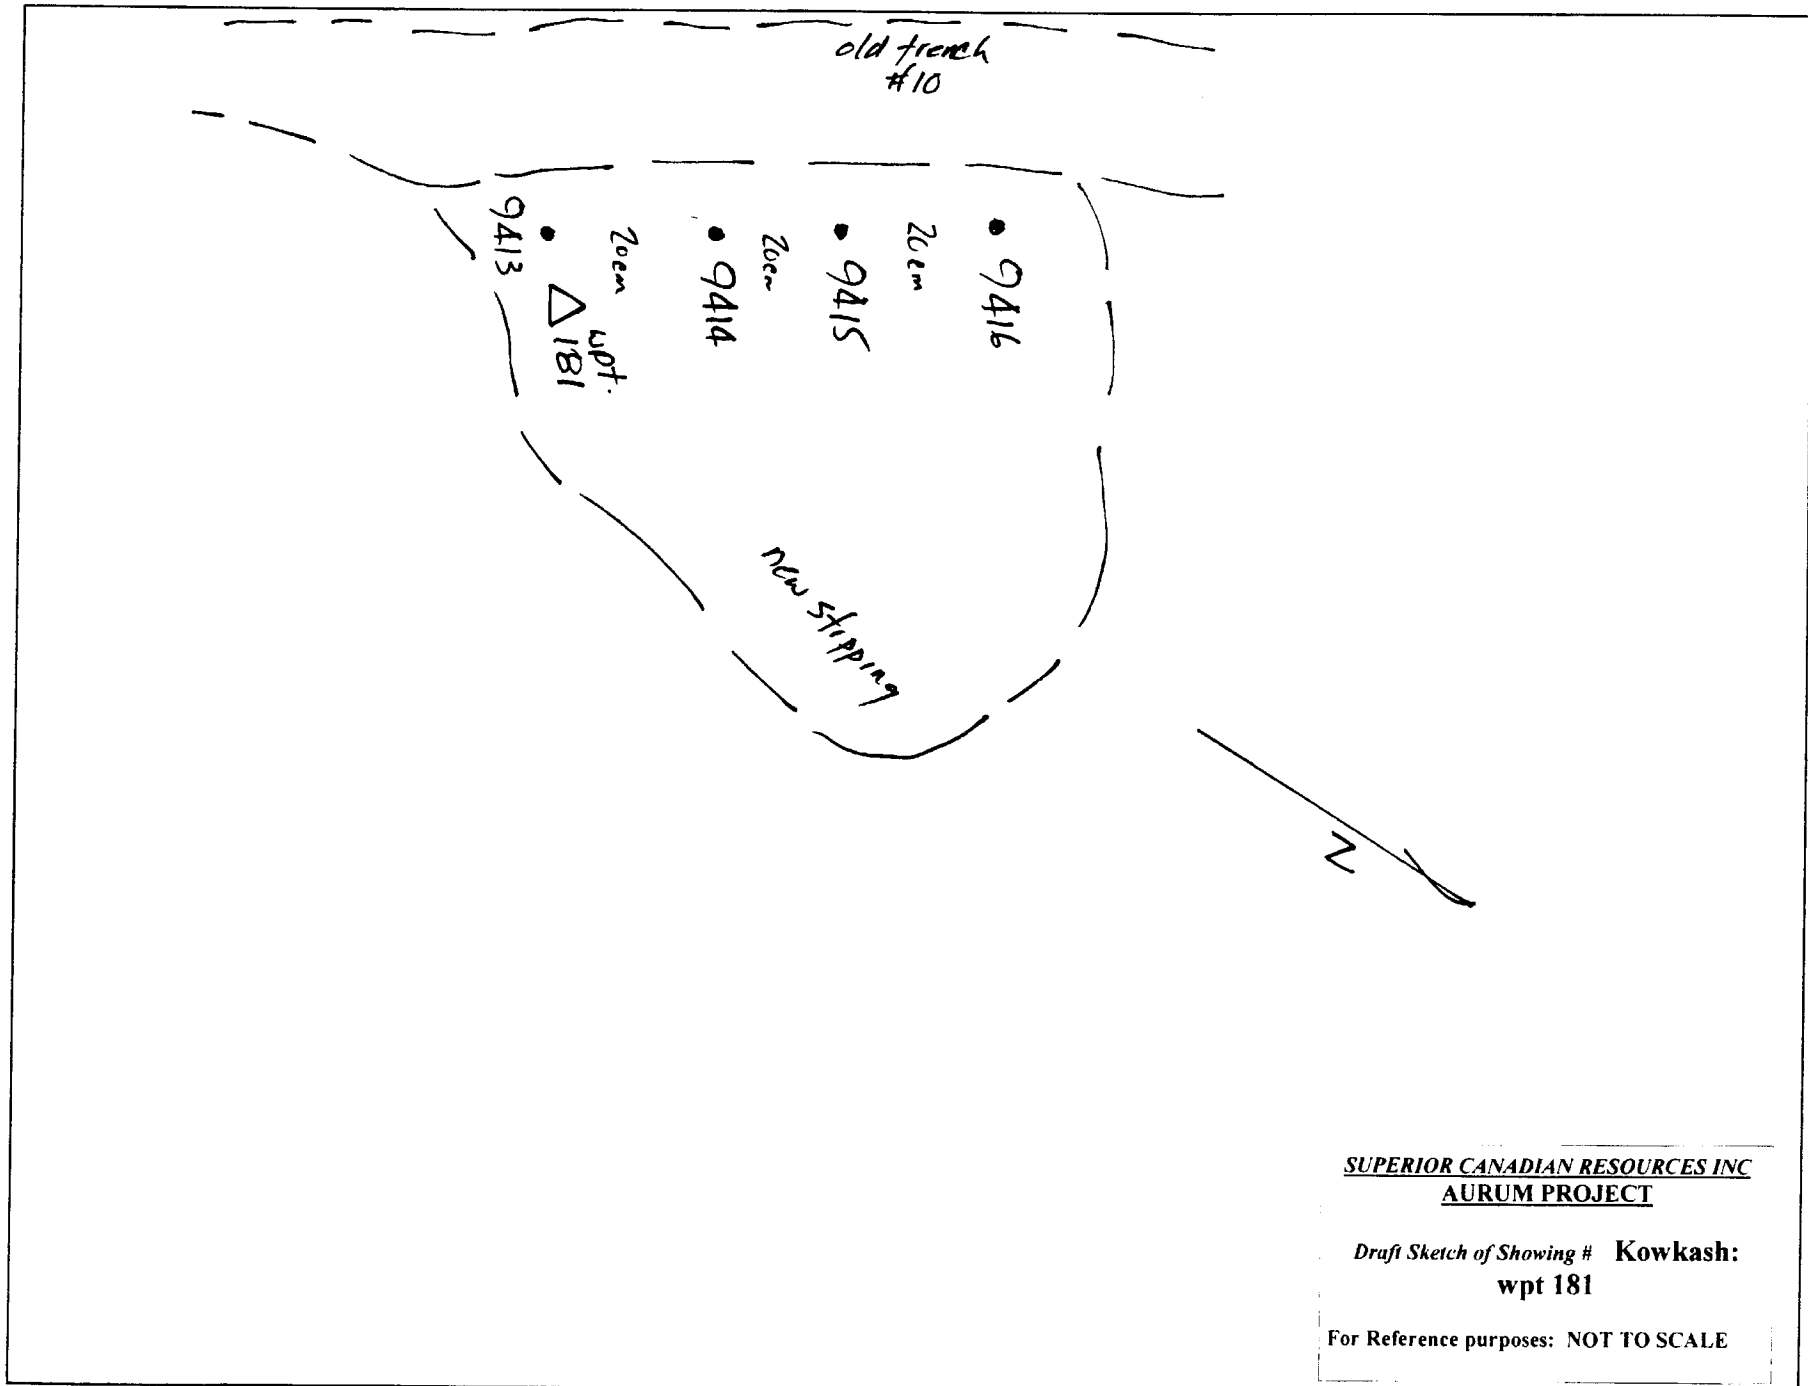 old trench
#10
9413
20cm
9414
20cm
9415
20cm
9416
wpt.
181
new stipping
N
SUPERIOR CANADIAN RESOURCES INC
AURUM PROJECT
Draft Sketch of Showing # Kowkash:
wpt 181
For Reference purposes: NOT TO SCALE